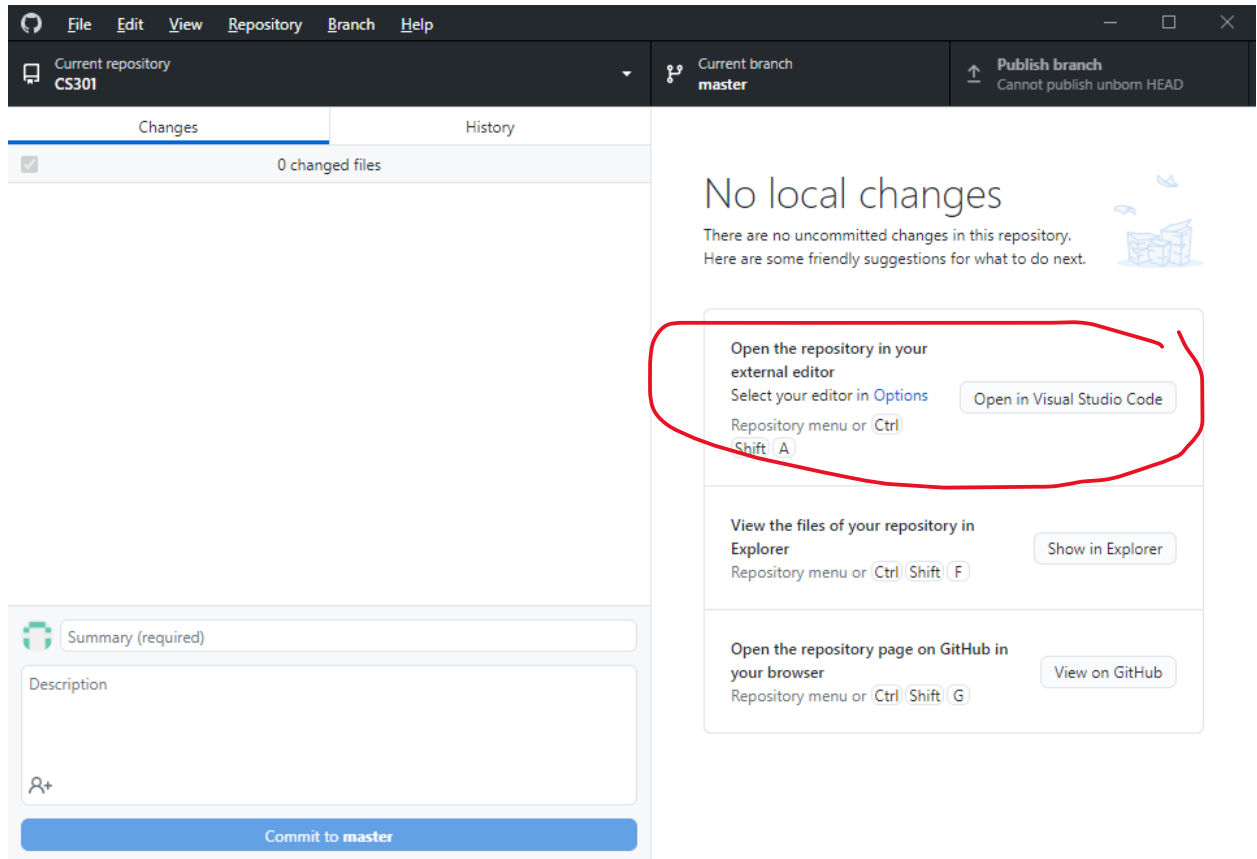 File Edit View Repository Branch Help
Current repository
CS301
Current branch
master
Publish branch
Cannot publish unborn HEAD
Changes History
0 changed files
No local changes
There are no uncommitted changes in this repository.
Here are some friendly suggestions for what to do next.
Open the repository in your
external editor
Select your editor in Options
Repository menu or Ctrl
Shift A
Open in Visual Studio Code
View the files of your repository in
Explorer
Repository menu or Ctrl Shift F
Show in Explorer
Open the repository page on GitHub in
your browser
Repository menu or Ctrl Shift G
View on GitHub
Summary (required)
Description
Commit to master